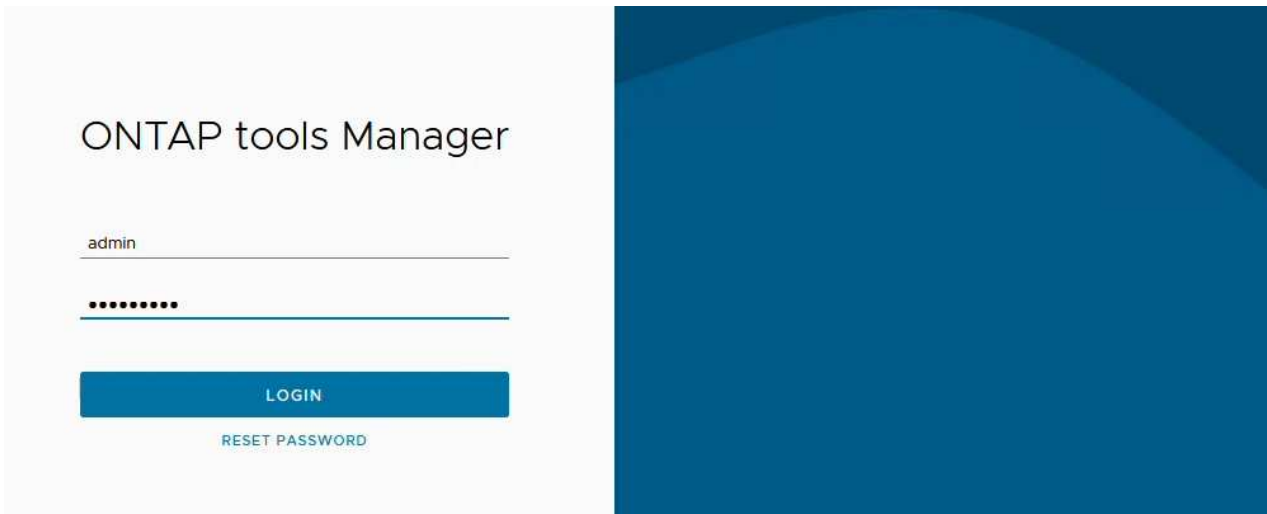 ONTAP tools Manager
admin
•••••••••
LOGIN
RESET PASSWORD